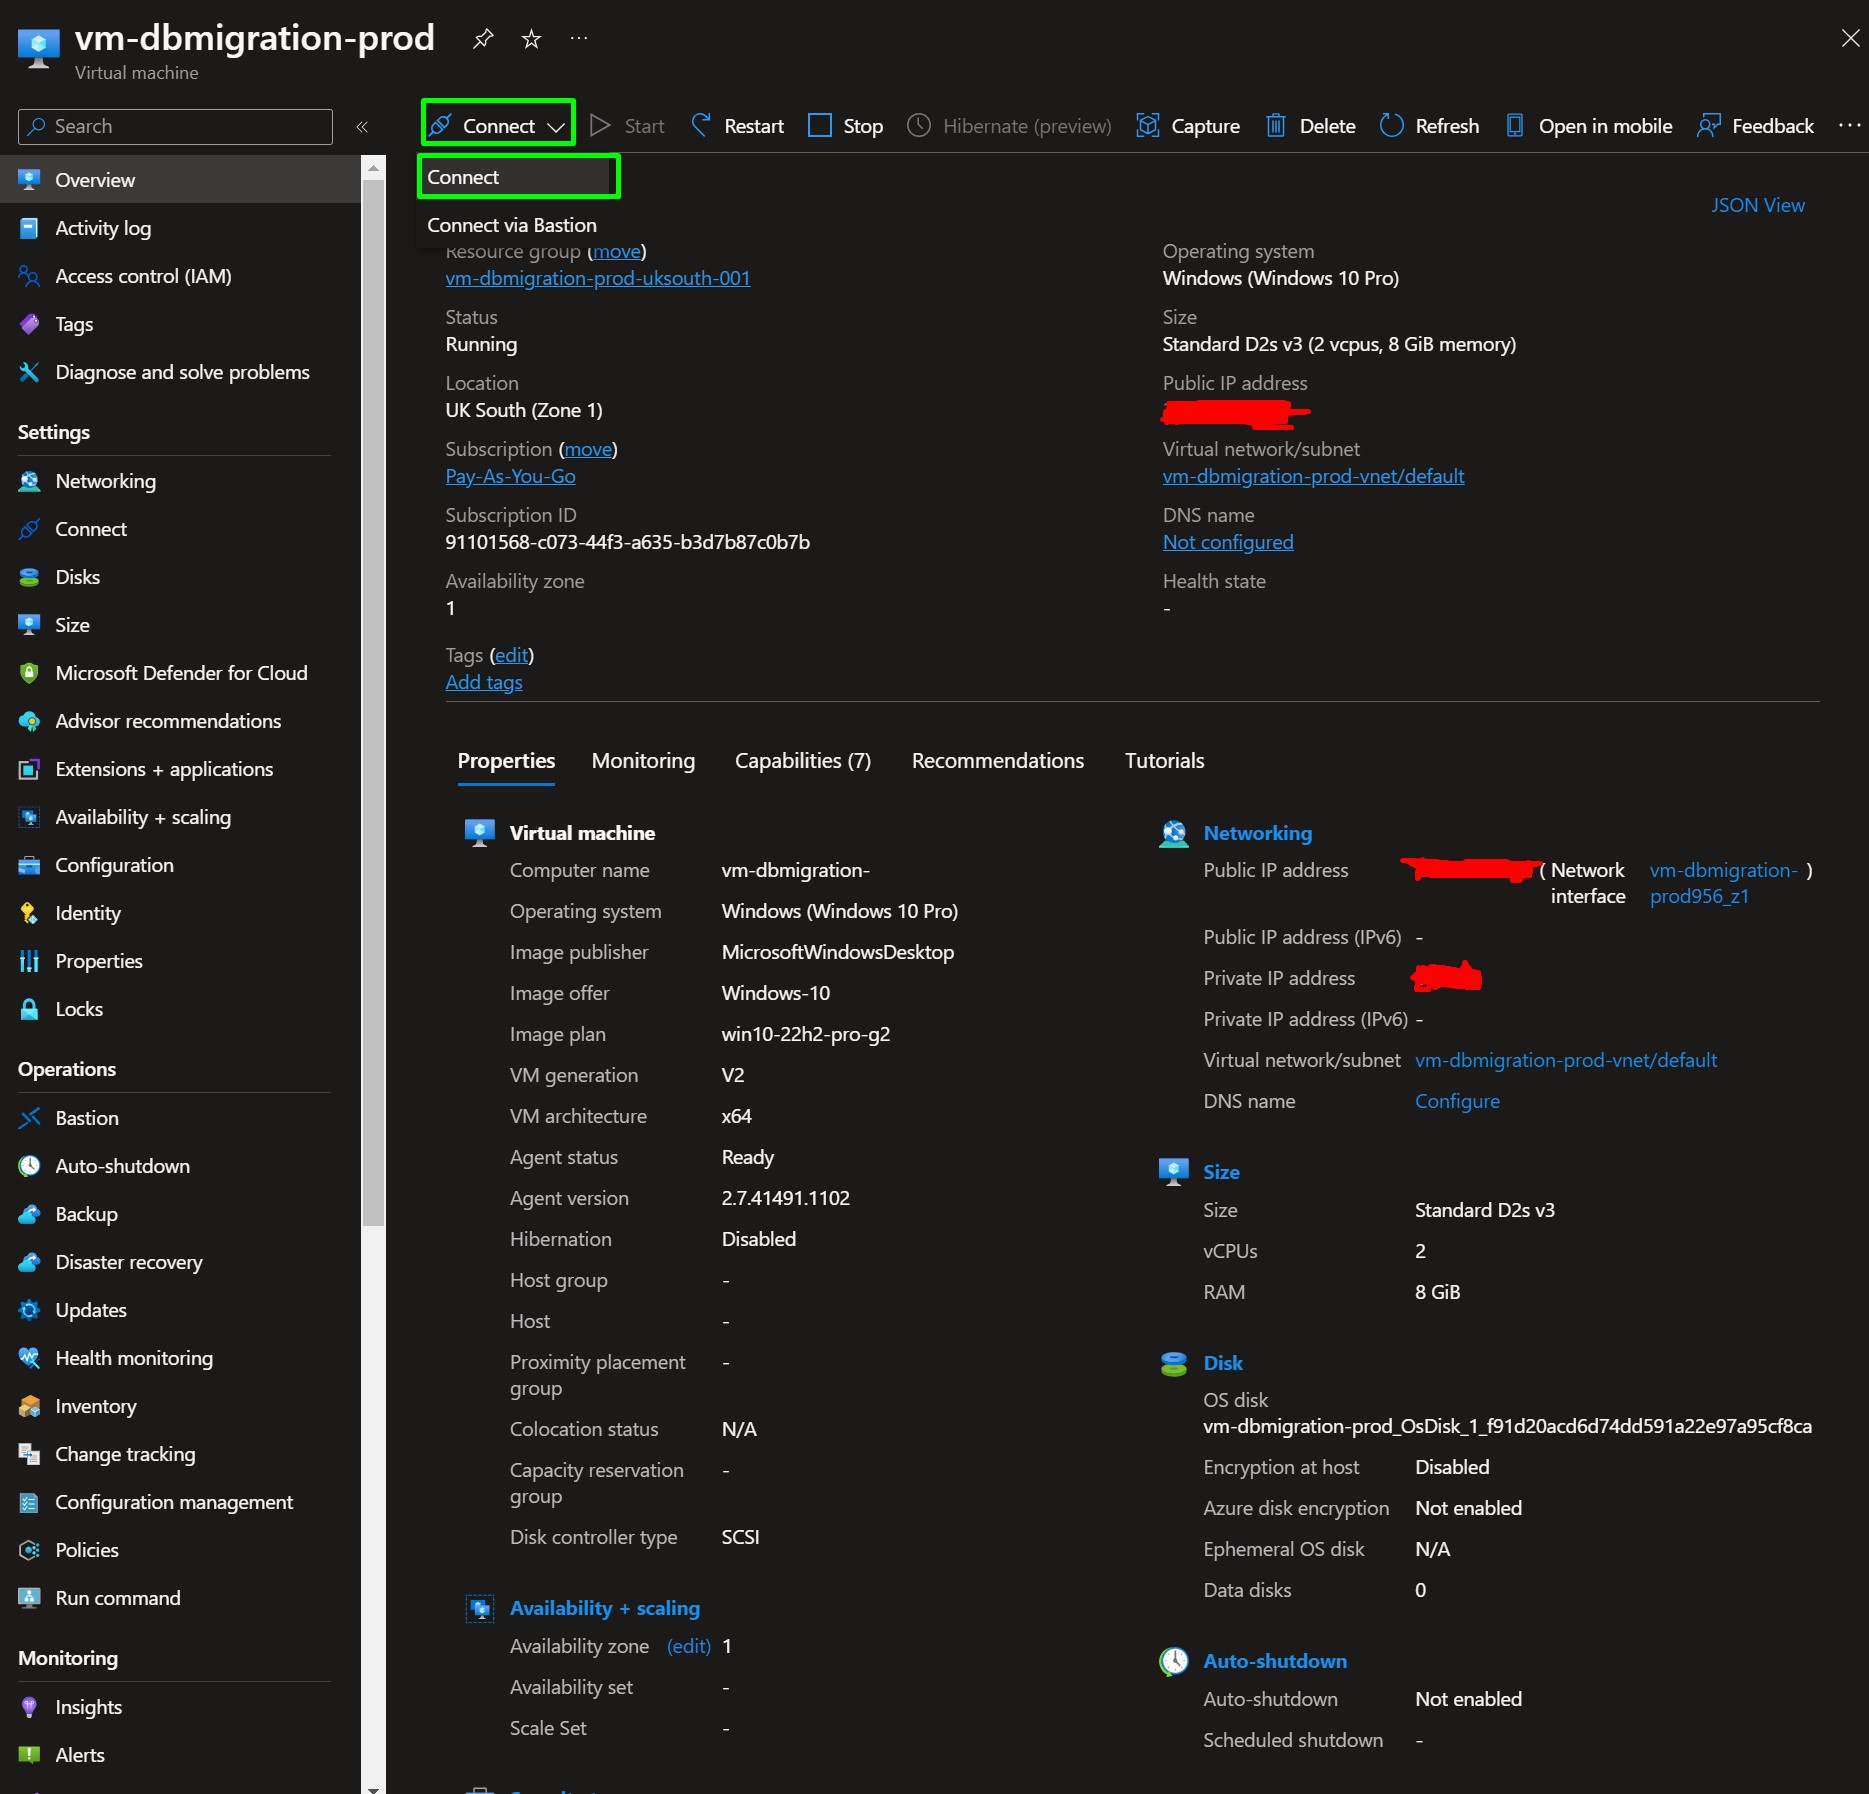 vm-dbmigration-prod
Virtual machine
Search
Connect
Start
Restart
Stop
Hibernate (preview)
Capture
Delete
Refresh
Open in mobile
Feedback
Connect
Connect via Bastion
Overview
Activity log
Access control (IAM)
Tags
Diagnose and solve problems
Settings
Networking
Connect
Disks
Size
Microsoft Defender for Cloud
Advisor recommendations
Extensions + applications
Availability + scaling
Configuration
Identity
Properties
Locks
Operations
Bastion
Auto-shutdown
Backup
Disaster recovery
Updates
Health monitoring
Inventory
Change tracking
Configuration management
Policies
Run command
Monitoring
Insights
Alerts
JSON View
Resource group (move)
vm-dbmigration-prod-uksouth-001
Status
Running
Location
UK South (Zone 1)
Subscription (move)
Pay-As-You-Go
Subscription ID
91101568-c073-44f3-a635-b3d7b87c0b7b
Availability zone
1
Tags (edit)
Add tags
Operating system
Windows (Windows 10 Pro)
Size
Standard D2s v3 (2 vcpus, 8 GiB memory)
Public IP address
Virtual network/subnet
vm-dbmigration-prod-vnet/default
DNS name
Not configured
Health state
-
Properties
Monitoring
Capabilities (7)
Recommendations
Tutorials
Virtual machine
Computer name vm-dbmigration-
Operating system Windows (Windows 10 Pro)
Image publisher MicrosoftWindowsDesktop
Image offer Windows-10
Image plan win10-22h2-pro-g2
VM generation V2
VM architecture x64
Agent status Ready
Agent version 2.7.41491.1102
Hibernation Disabled
Host group -
Host -
Proximity placement -
group
Colocation status N/A
Capacity reservation -
group
Disk controller type SCSI
Availability + scaling
Availability zone (edit) 1
Availability set -
Scale Set -
Networking
Public IP address ( Network vm-dbmigration- )
interface prod956_z1
Public IP address (IPv6) -
Private IP address
Private IP address (IPv6) -
Virtual network/subnet vm-dbmigration-prod-vnet/default
DNS name Configure
Size
Size Standard D2s v3
vCPUs 2
RAM 8 GiB
Disk
OS disk
vm-dbmigration-prod_OsDisk_1_f91d20acd6d74dd591a22e97a95cf8ca
Encryption at host Disabled
Azure disk encryption Not enabled
Ephemeral OS disk N/A
Data disks 0
Auto-shutdown
Auto-shutdown Not enabled
Scheduled shutdown -